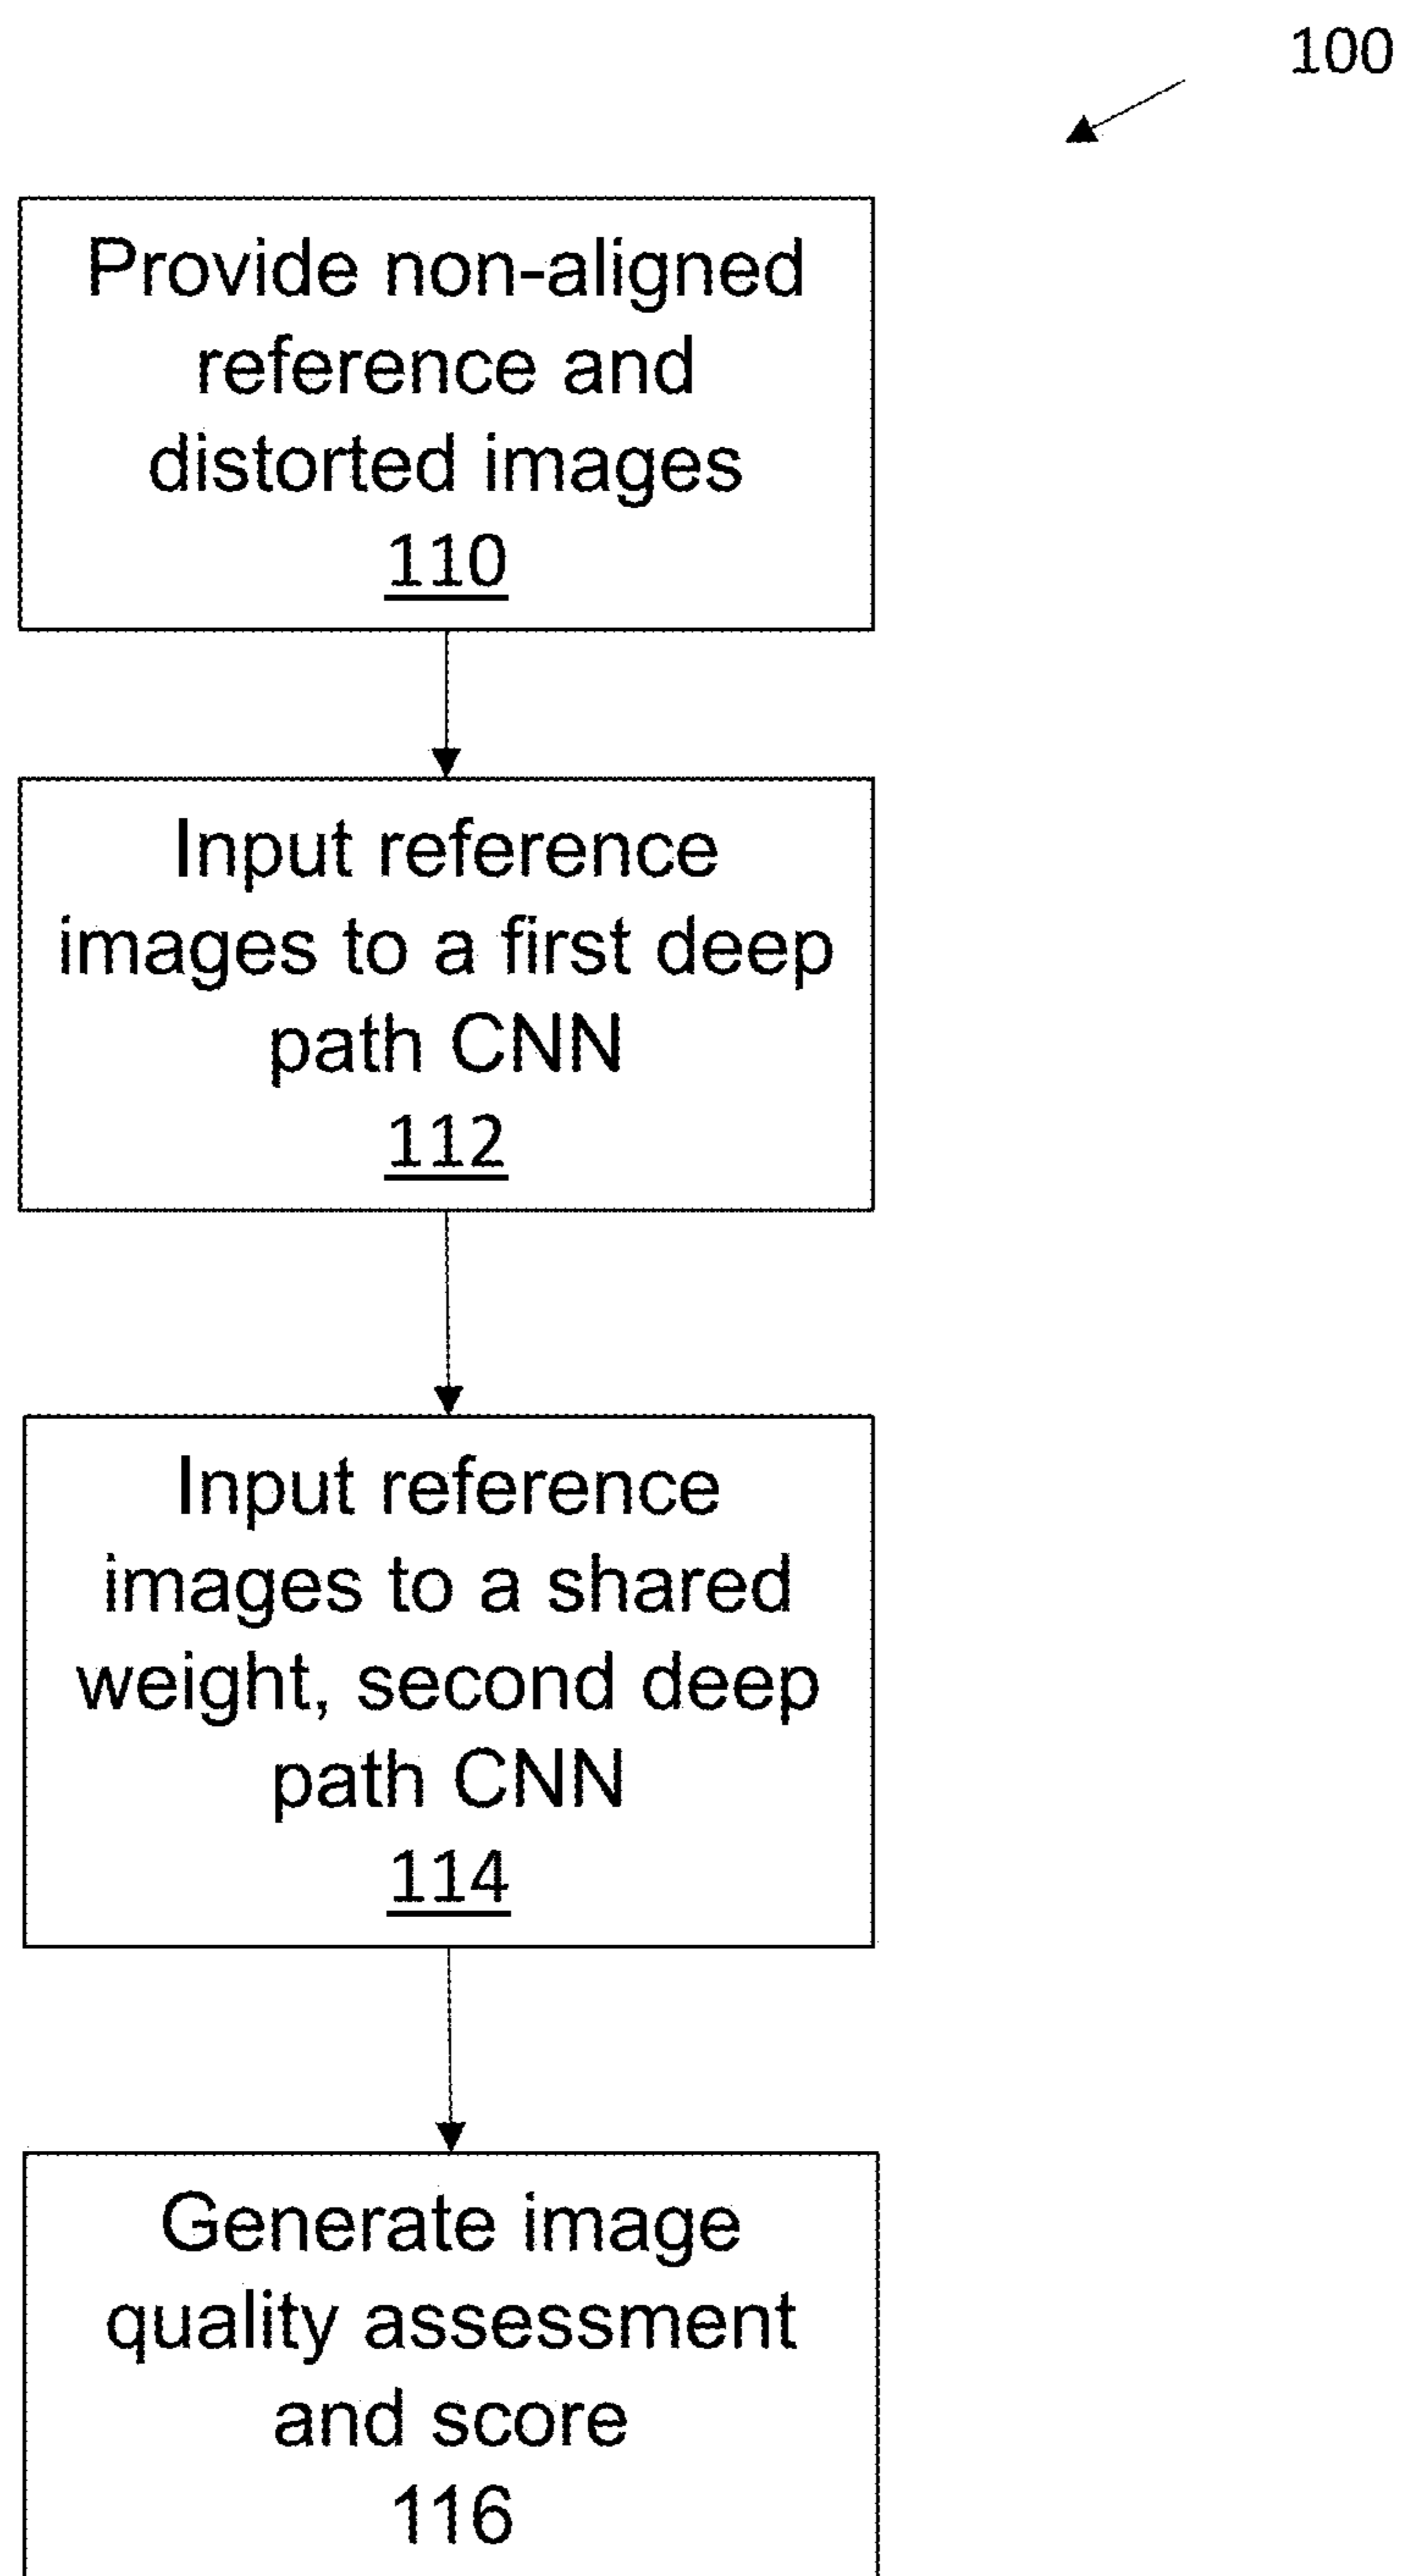 100
Provide non-aligned
reference and
distorted images
110
Input reference
images to a first deep
path CNN
112
Input reference
images to a shared
weight, second deep
path CNN
114
Generate image
quality assessment
and score
116